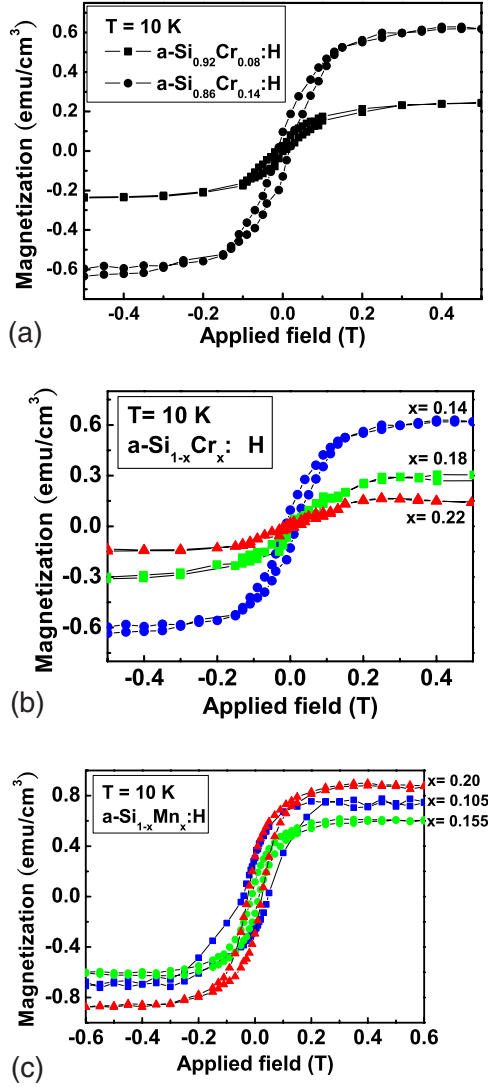 T = 10 K
a-Si0.92Cr0.08:H
a-Si0.86Cr0.14:H
Magnetization (emu/cm³)
0.6
0.4
0.2
0.0
-0.2
-0.4
-0.6
-0.4 -0.2 0.0 0.2 0.4
Applied field (T)
(a)
T= 10 K
a-Si1-xCrx: H
x= 0.14
x= 0.18
x= 0.22
Magnetization (emu/cm³)
0.6
0.3
0.0
-0.3
-0.6
-0.4 -0.2 0.0 0.2 0.4
Applied field (T)
(b)
T = 10 K
a-Si1-xMnx:H
x= 0.20
x= 0.105
x= 0.155
Magnetization (emu/cm³)
0.8
0.4
0.0
-0.4
-0.8
-0.6 -0.4 -0.2 0.0 0.2 0.4 0.6
Applied field (T)
(c)